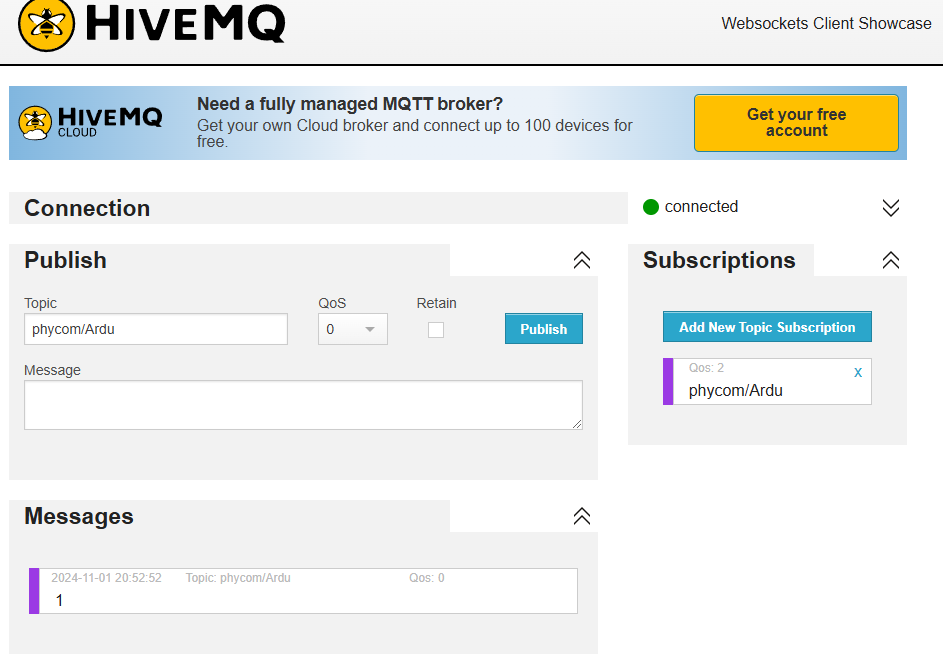 HIVEMQ
Websockets Client Showcase
HIVEMQ
CLOUD
Need a fully managed MQTT broker?
Get your own Cloud broker and connect up to 100 devices for
free.
Get your free
account
Connection
connected
Publish
Topic
QoS
Retain
phycom/Ardu
0
Publish
Message
Subscriptions
Add New Topic Subscription
Qos: 2
x
phycom/Ardu
Messages
2024-11-01 20:52:52 Topic: phycom/Ardu Qos: 0
1